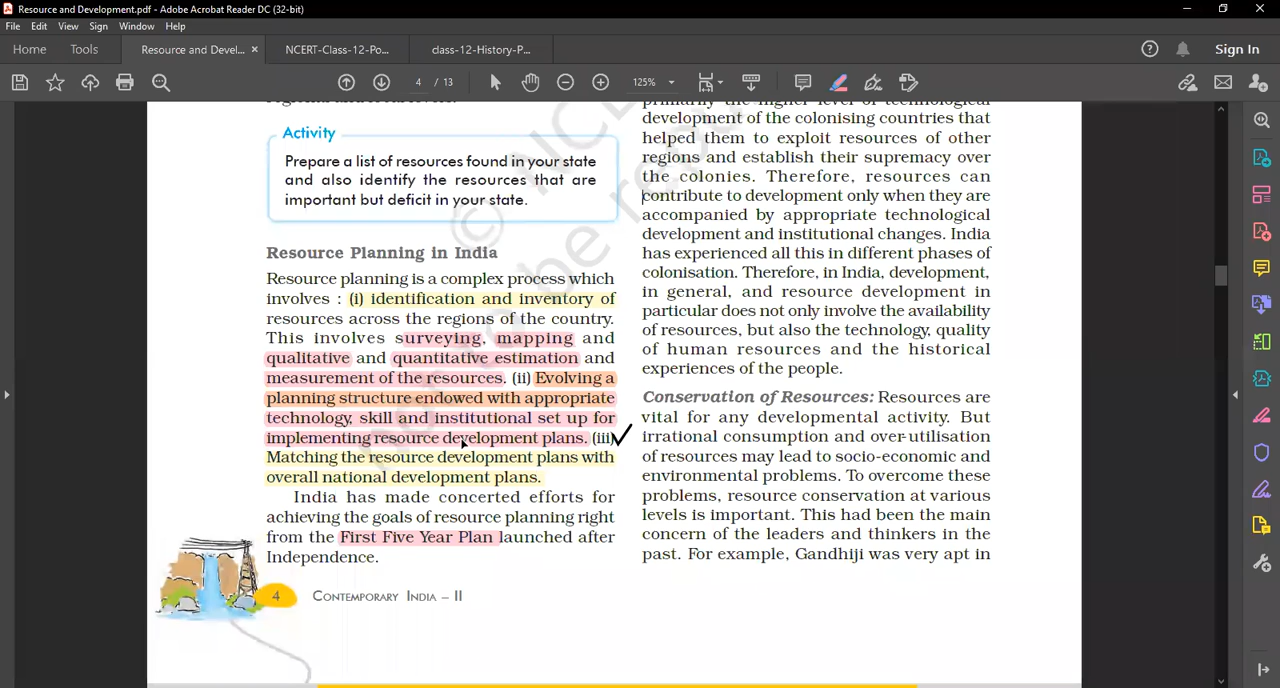 Resource and Development.pdf - Adobe Acrobat Reader DC (32-bit)
File Edit View Sign Window Help
Home Tools Resource and Devel... × NCERT-Class-12-Po... class-12-History-P... Sign In
4 / 13 125%
Activity
Prepare a list of resources found in your state
and also identify the resources that are
important but deficit in your state.
Resource Planning in India
Resource planning is a complex process which
involves : (i) identification and inventory of
resources across the regions of the country.
This involves surveying, mapping and
qualitative and quantitative estimation and
measurement of the resources. (ii) Evolving a
planning structure endowed with appropriate
technology, skill and institutional set up for
implementing resource development plans. (iii)
Matching the resource development plans with
overall national development plans.
India has made concerted efforts for
achieving the goals of resource planning right
from the First Five Year Plan launched after
Independence.
4 CONTEMPORARY INDIA – II
primarily the higher level of technological
development of the colonising countries that
helped them to exploit resources of other
regions and establish their supremacy over
the colonies. Therefore, resources can
contribute to development only when they are
accompanied by appropriate technological
development and institutional changes. India
has experienced all this in different phases of
colonisation. Therefore, in India, development,
in general, and resource development in
particular does not only involve the availability
of resources, but also the technology, quality
of human resources and the historical
experiences of the people.
Conservation of Resources: Resources are
vital for any developmental activity. But
irrational consumption and over-utilisation
of resources may lead to socio-economic and
environmental problems. To overcome these
problems, resource conservation at various
levels is important. This had been the main
concern of the leaders and thinkers in the
past. For example, Gandhiji was very apt in